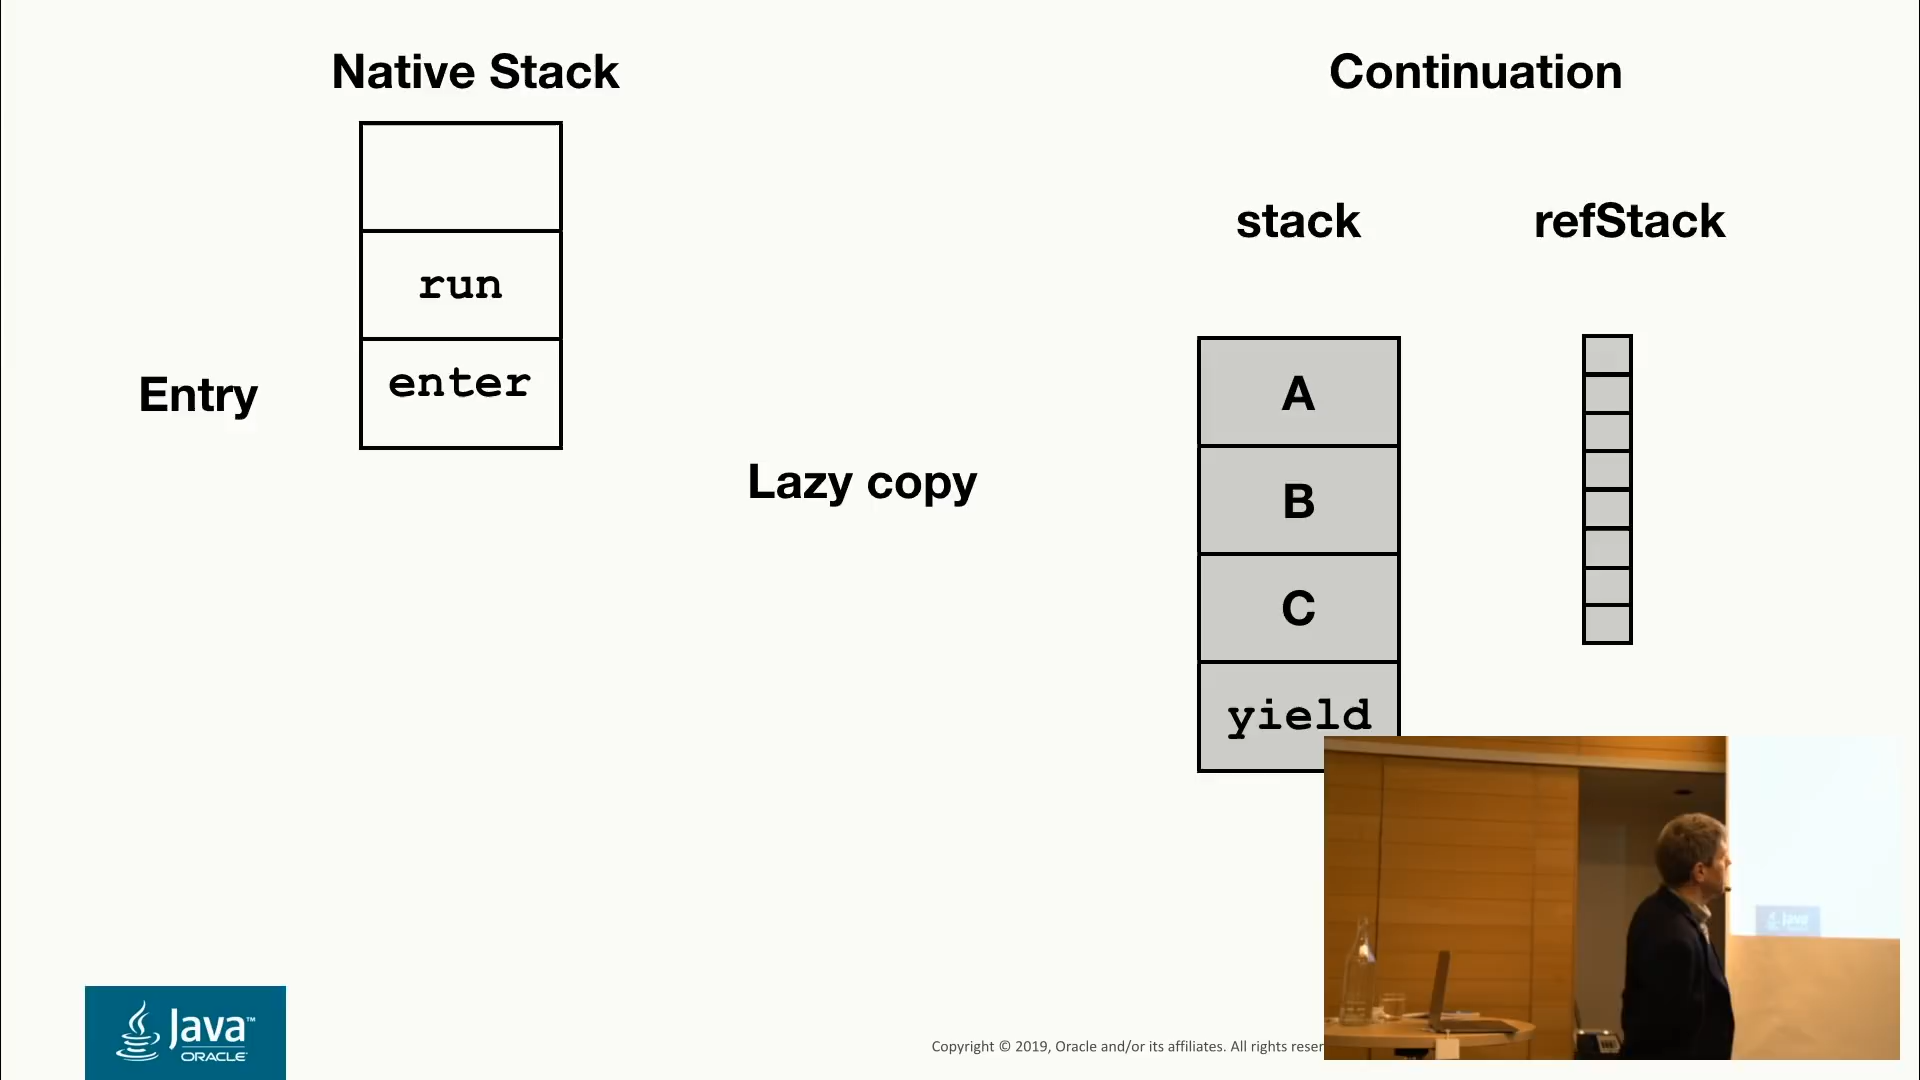 Native Stack
Continuation
stack
refStack
run
enter
Entry
A
B
C
yield
Lazy copy
Java™
ORACLE
Copyright © 2019, Oracle and/or its affiliates. All rights reser
Java